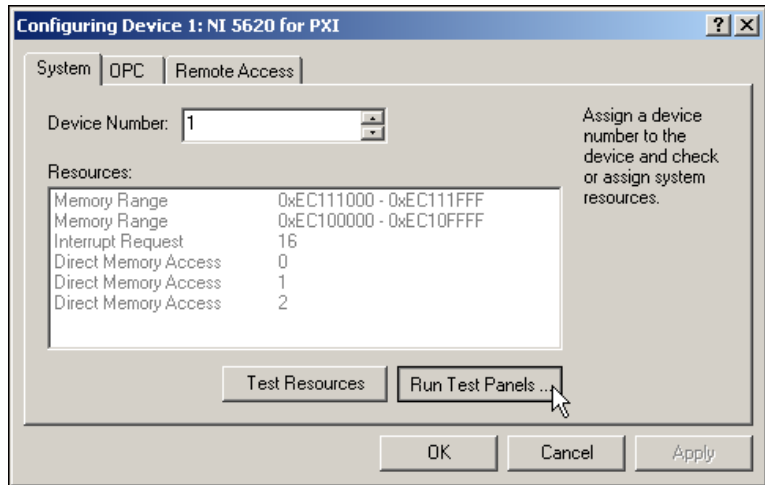 Configuring Device 1: NI 5620 for PXI
System OPC Remote Access
Device Number: 1
Assign a device
number to the
device and check
or assign system
resources.
Resources:
Memory Range 0xEC111000 - 0xEC111FFF
Memory Range 0xEC100000 - 0xEC10FFFF
Interrupt Request 16
Direct Memory Access 0
Direct Memory Access 1
Direct Memory Access 2
Test Resources Run Test Panels ...
OK Cancel Apply